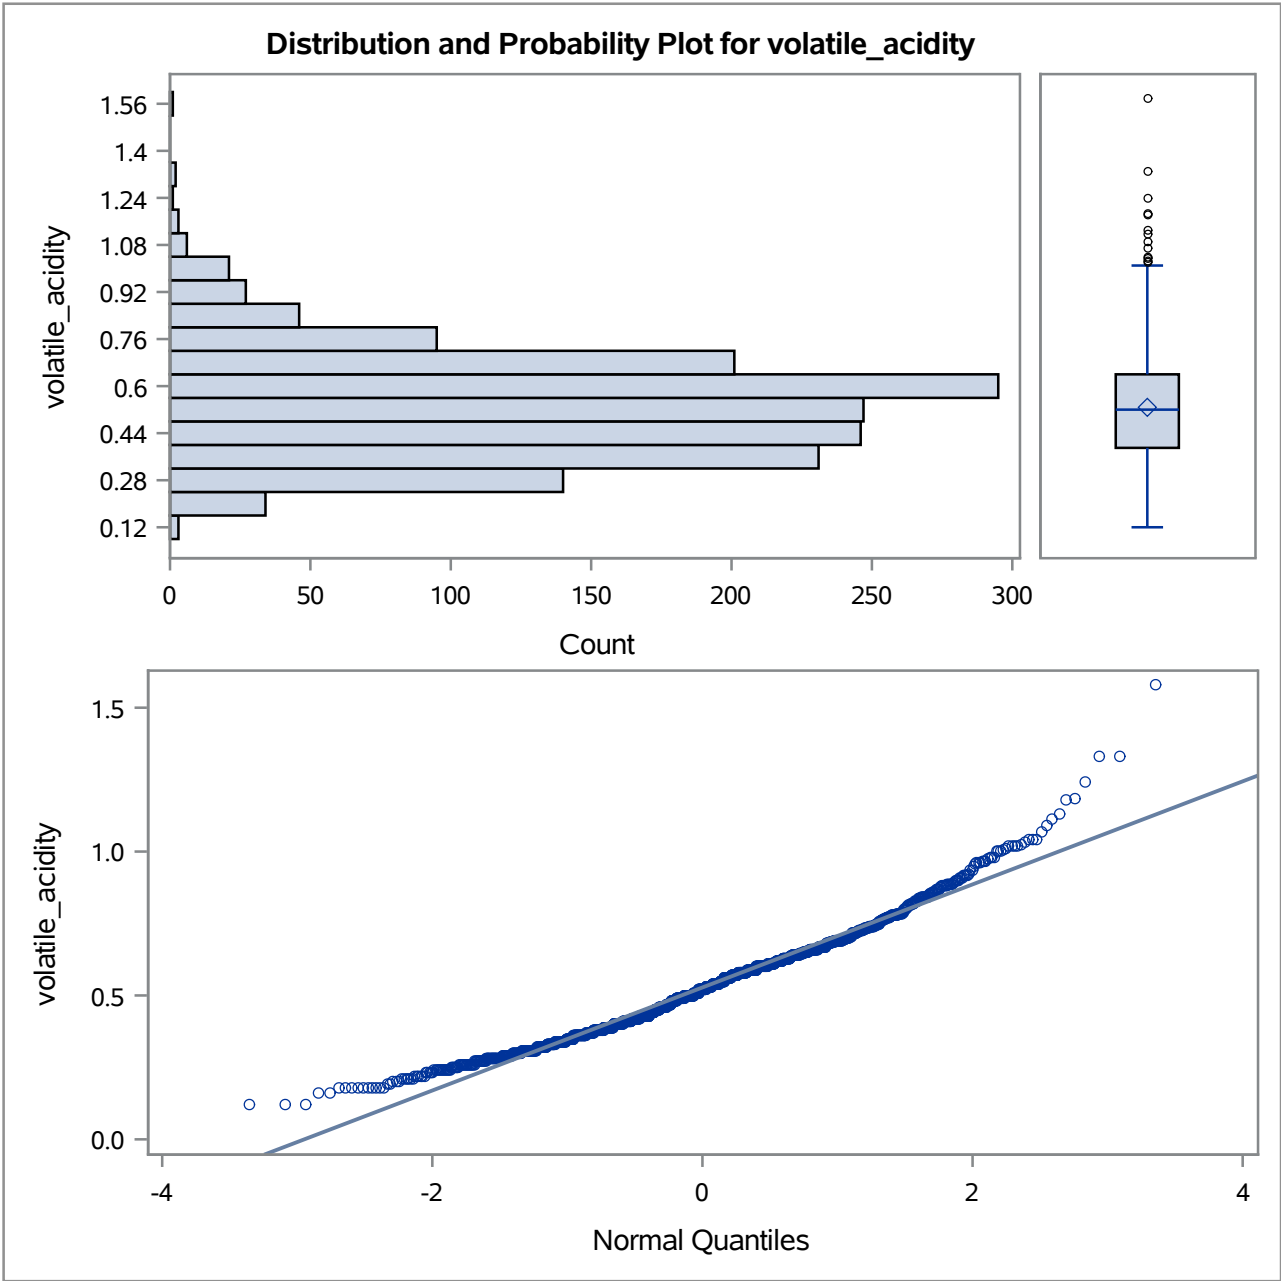 Distribution and Probability Plot for volatile_acidity
volatile_acidity
1.56
1.4
1.24
1.08
0.92
0.76
0.6
0.44
0.28
0.12
0 50 100 150 200 250 300
Count
volatile_acidity
1.5
1.0
0.5
0.0
-4 -2 0 2 4
Normal Quantiles